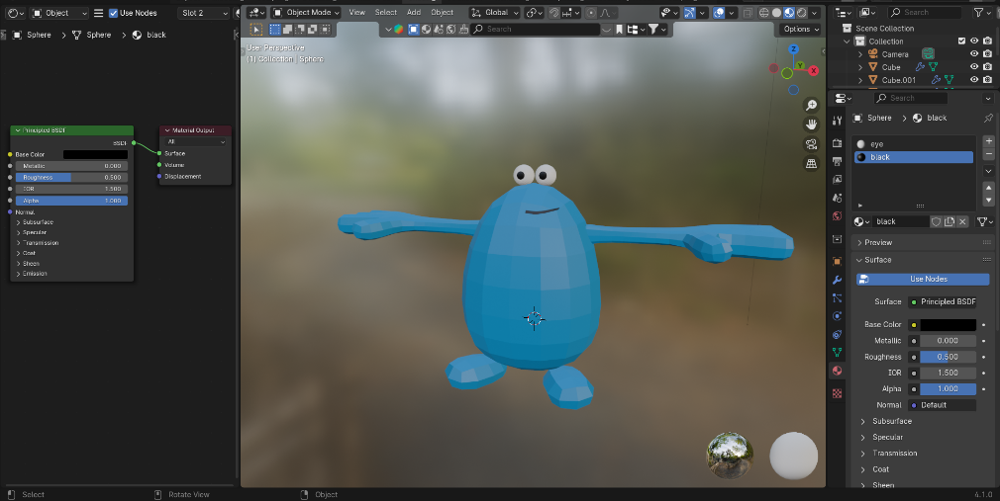 Object
Use Nodes
Slot 2
Object Mode
View
Select
Add
Object
Global
Search
Scene Collection
Collection
Camera
Cube
Cube.001
Sphere
Sphere
black
Search
Options
User Perspective
(1) Collection | Sphere
Z
Y
X
Search
Sphere
black
Principled BSDF
BSDF
Base Color
Metallic 0.000
Roughness 0.500
IOR 1.500
Alpha 1.000
Normal
Subsurface
Specular
Transmission
Coat
Sheen
Emission
Material Output
All
Surface
Volume
Displacement
eye
black
black
Preview
Surface
Use Nodes
Surface Principled BSDF
Base Color
Metallic 0.000
Roughness 0.500
IOR 1.500
Alpha 1.000
Normal Default
Subsurface
Specular
Transmission
Coat
Sheen
Select
Rotate View
Object
4.1.0